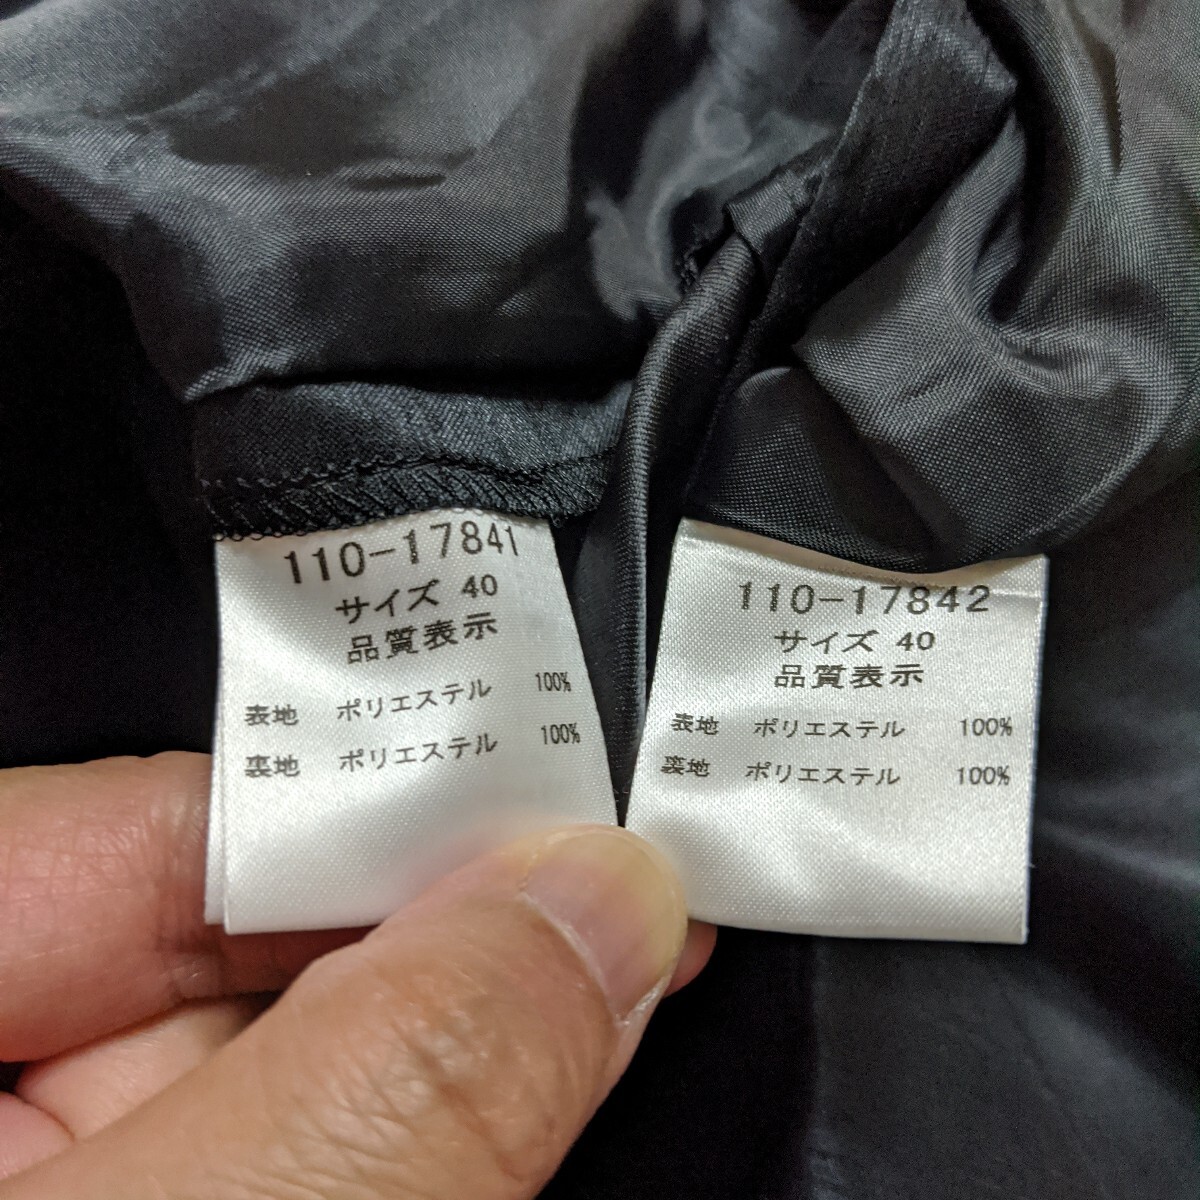 110-17841
サイズ 40
品質表示
表地 ポリエステル 100%
裏地 ポリエステル 100%
110-17842
サイズ 40
品質表示
表地 ポリエステル 100%
裏地 ポリエステル 100%